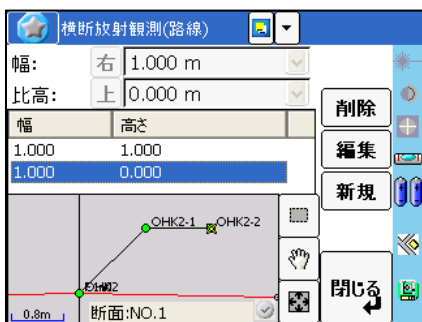 横断放射観測(路線)
幅: 右 1.000 m
比高: 上 0.000 m
削除
幅 高さ
編集
1.000 1.000
1.000 0.000
新規
OHK2-1 OHK2-2
閉じる
0.8m 断面:NO.1